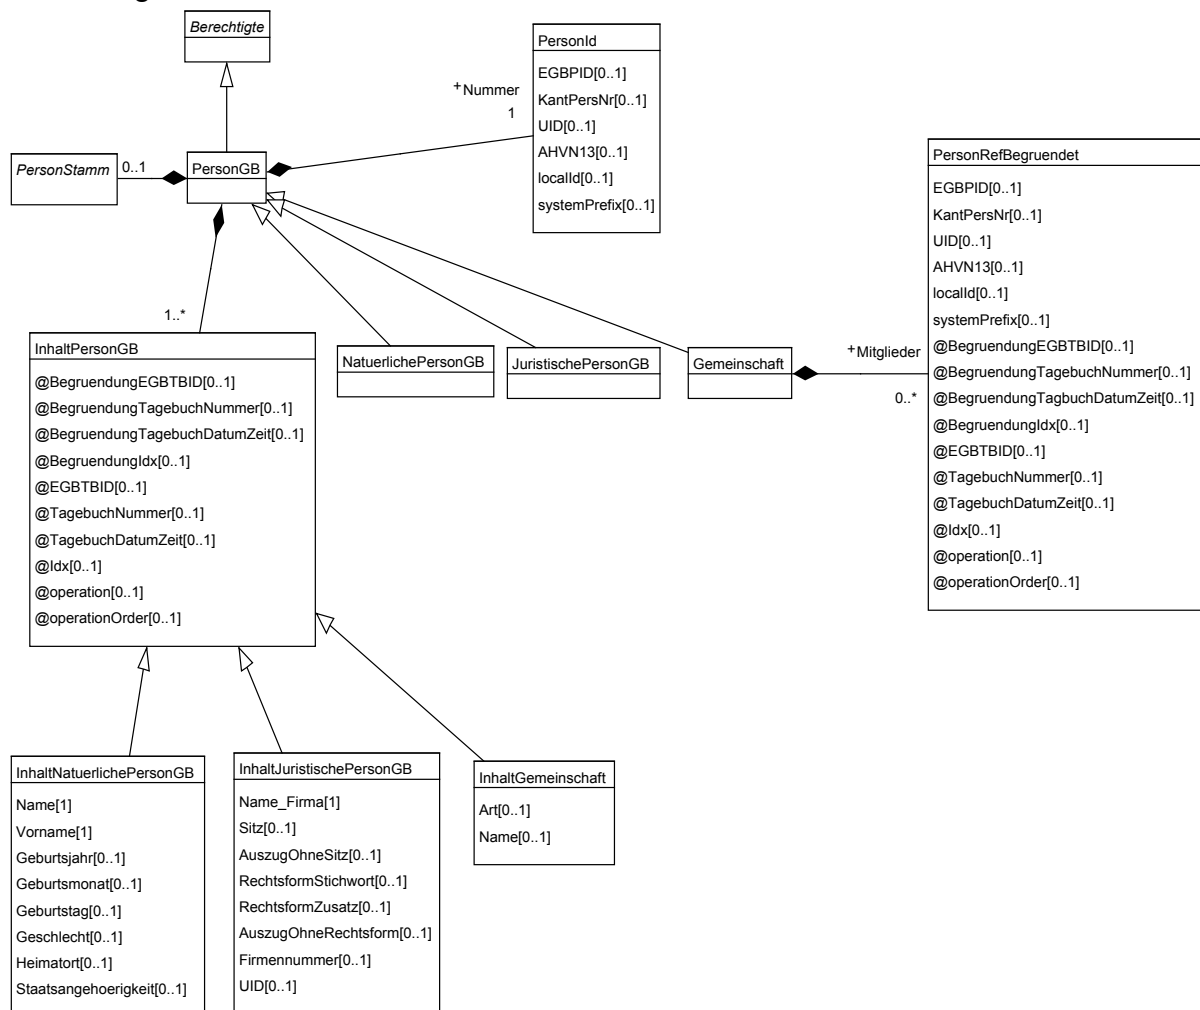 Berechtigte
PersonId
EGBPID[0..1]
KantPersNr[0..1]
UID[0..1]
AHVN13[0..1]
localId[0..1]
systemPrefix[0..1]
+Nummer
1
PersonStamm
0..1
PersonGB
PersonRefBegruendet
EGBPID[0..1]
KantPersNr[0..1]
UID[0..1]
AHVN13[0..1]
localId[0..1]
systemPrefix[0..1]
@BegruendungEGBTBID[0..1]
@BegruendungTagebuchNummer[0..1]
@BegruendungTagbuchDatumZeit[0..1]
@BegruendungIdx[0..1]
@EGBTBID[0..1]
@TagebuchNummer[0..1]
@TagebuchDatumZeit[0..1]
@Idx[0..1]
@operation[0..1]
@operationOrder[0..1]
1..*
InhaltPersonGB
@BegruendungEGBTBID[0..1]
@BegruendungTagebuchNummer[0..1]
@BegruendungTagebuchDatumZeit[0..1]
@BegruendungIdx[0..1]
@EGBTBID[0..1]
@TagebuchNummer[0..1]
@TagebuchDatumZeit[0..1]
@Idx[0..1]
@operation[0..1]
@operationOrder[0..1]
NatuerlichePersonGB
JuristischePersonGB
Gemeinschaft
+Mitglieder
0..*
InhaltNatuerlichePersonGB
Name[1]
Vorname[1]
Geburtsjahr[0..1]
Geburtsmonat[0..1]
Geburtstag[0..1]
Geschlecht[0..1]
Heimatort[0..1]
Staatsangehoerigkeit[0..1]
InhaltJuristischePersonGB
Name_Firma[1]
Sitz[0..1]
AuszugOhneSitz[0..1]
RechtsformStichwort[0..1]
RechtsformZusatz[0..1]
AuszugOhneRechtsform[0..1]
Firmennummer[0..1]
UID[0..1]
InhaltGemeinschaft
Art[0..1]
Name[0..1]